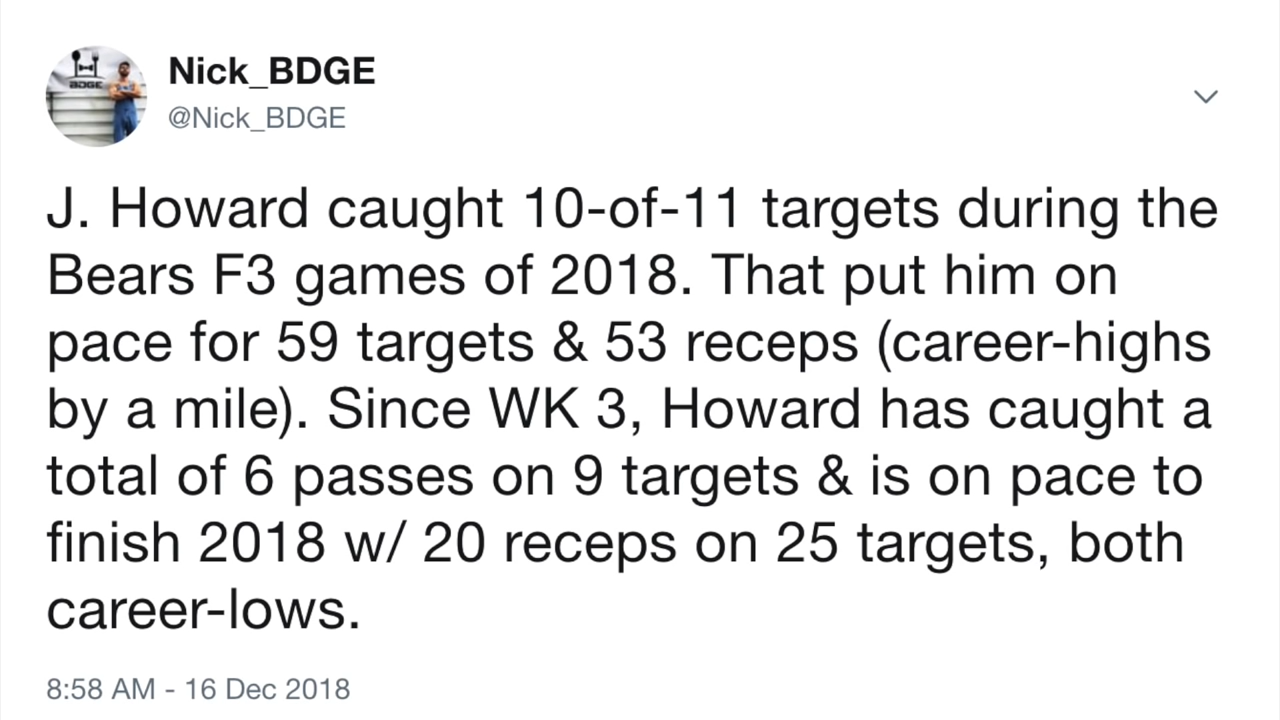 BDGE
Nick_BDGE
@Nick_BDGE
J. Howard caught 10-of-11 targets during the
Bears F3 games of 2018. That put him on
pace for 59 targets & 53 receps (career-highs
by a mile). Since WK 3, Howard has caught a
total of 6 passes on 9 targets & is on pace to
finish 2018 w/ 20 receps on 25 targets, both
career-lows.
8:58 AM - 16 Dec 2018